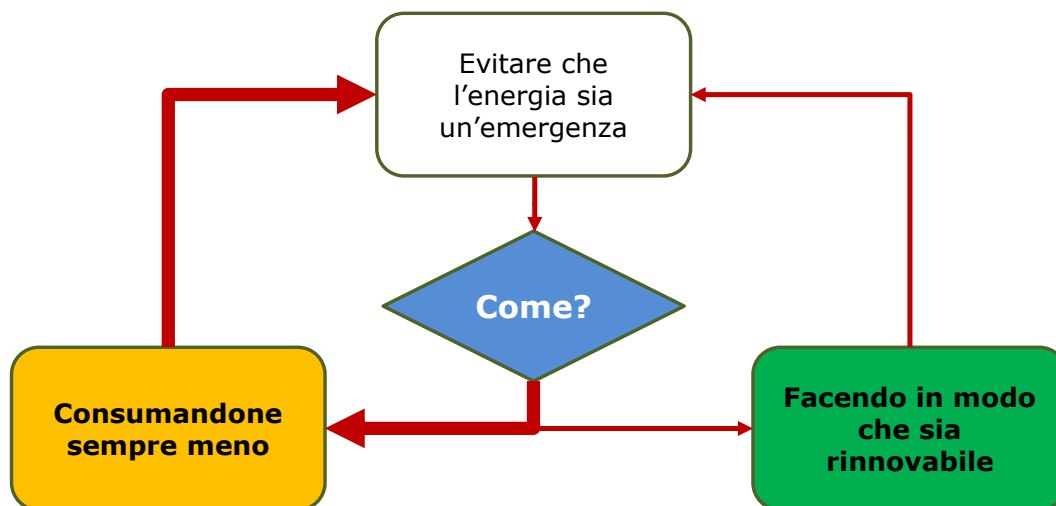 Evitare che
l’energia sia
un’emergenza
Come?
Consumandone
sempre meno
Facendo in modo
che sia
rinnovabile